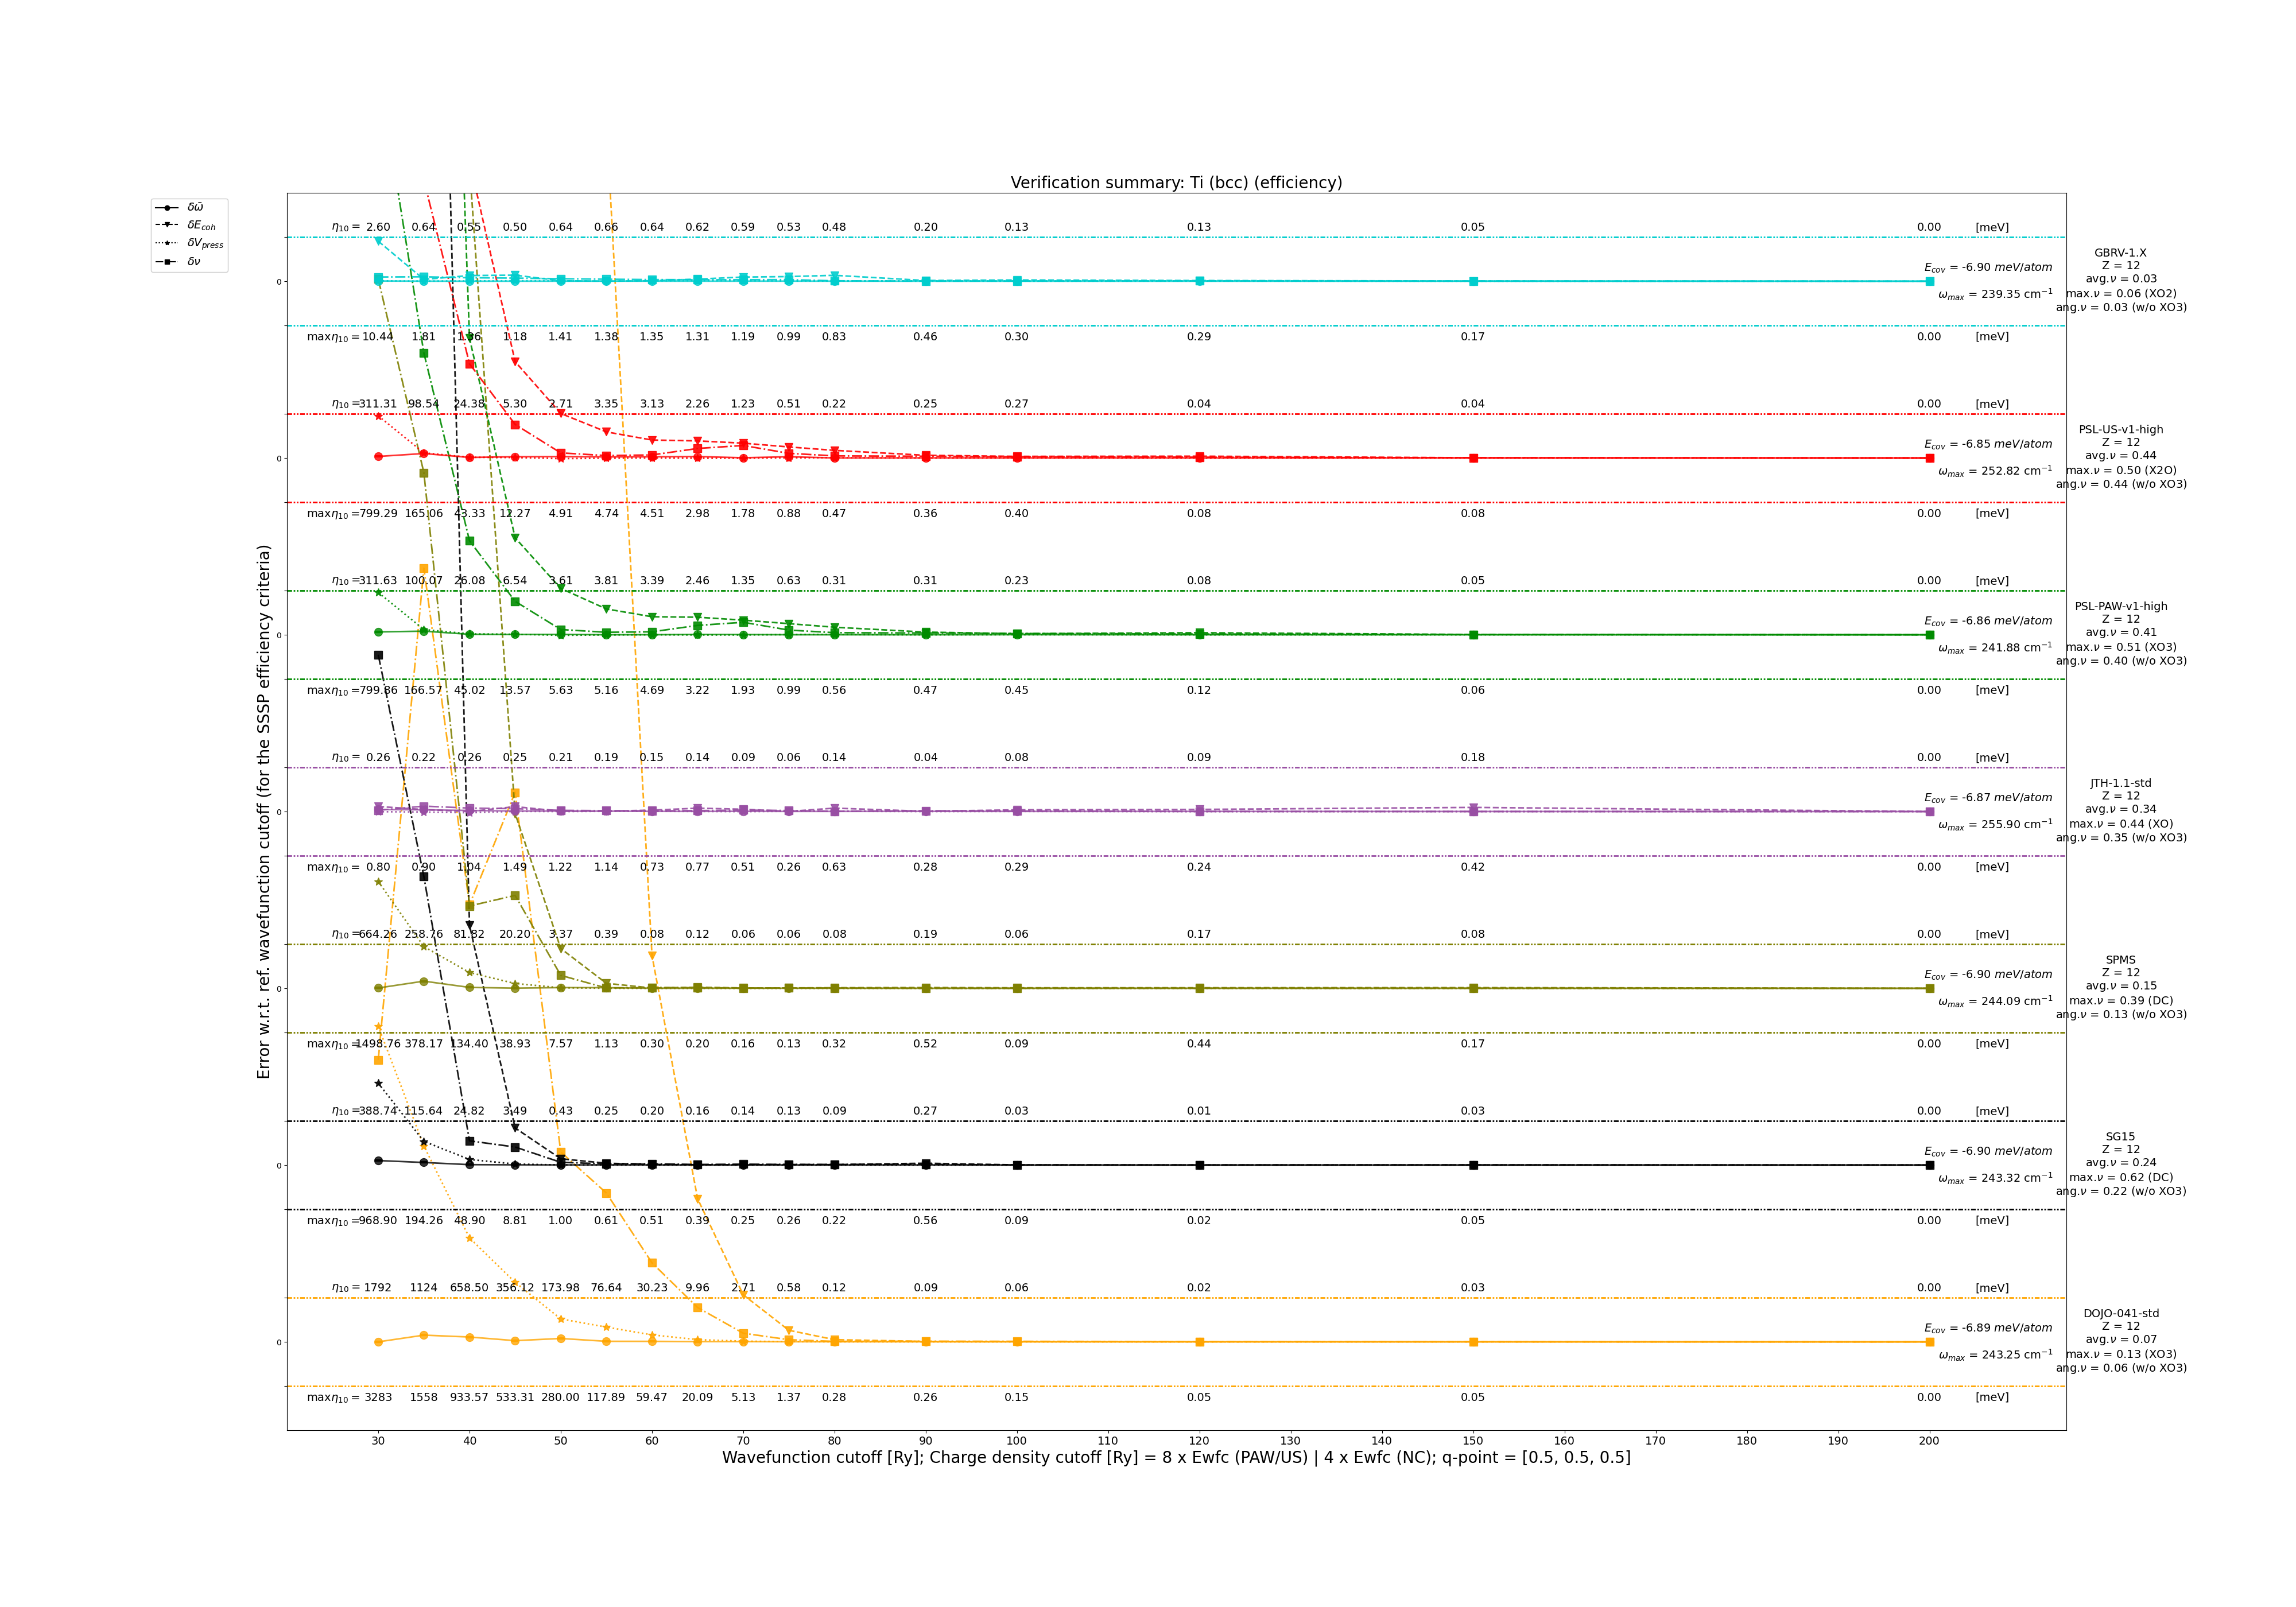 Verification summary: Ti (bcc) (efficiency)
δω̄
δE_coh
δV_press
δν
Error w.r.t. ref. wavefunction cutoff (for the SSSP efficiency criteria)
η₁₀ = 2.60 0.64 0.55 0.50 0.64 0.66 0.64 0.62 0.59 0.53 0.48 0.20 0.13 0.13 0.05 0.00 [meV]
0
E_cov = -6.90 meV/atom
ω_max = 239.35 cm⁻¹
GBRV-1.X
Z = 12
avg.ν = 0.03
max.ν = 0.06 (XO2)
ang.ν = 0.03 (w/o XO3)
maxη₁₀ = 10.44 1.81 1.36 1.18 1.41 1.38 1.35 1.31 1.19 0.99 0.83 0.46 0.30 0.29 0.17 0.00 [meV]
η₁₀ = 311.31 98.54 24.38 5.30 2.71 3.35 3.13 2.26 1.23 0.51 0.22 0.25 0.27 0.04 0.04 0.00 [meV]
0
E_cov = -6.85 meV/atom
ω_max = 252.82 cm⁻¹
PSL-US-v1-high
Z = 12
avg.ν = 0.44
max.ν = 0.50 (X2O)
ang.ν = 0.44 (w/o XO3)
maxη₁₀ = 799.29 165.06 43.33 12.27 4.91 4.74 4.51 2.98 1.78 0.88 0.47 0.36 0.40 0.08 0.08 0.00 [meV]
η₁₀ = 311.63 100.07 26.08 6.54 3.61 3.81 3.39 2.46 1.35 0.63 0.31 0.31 0.23 0.08 0.05 0.00 [meV]
0
E_cov = -6.86 meV/atom
ω_max = 241.88 cm⁻¹
PSL-PAW-v1-high
Z = 12
avg.ν = 0.41
max.ν = 0.51 (XO3)
ang.ν = 0.40 (w/o XO3)
maxη₁₀ = 799.86 166.57 45.02 13.57 5.63 5.16 4.69 3.22 1.93 0.99 0.56 0.47 0.45 0.12 0.06 0.00 [meV]
η₁₀ = 0.26 0.22 0.26 0.25 0.21 0.19 0.15 0.14 0.09 0.06 0.14 0.04 0.08 0.09 0.18 0.00 [meV]
0
E_cov = -6.87 meV/atom
ω_max = 255.90 cm⁻¹
JTH-1.1-std
Z = 12
avg.ν = 0.34
max.ν = 0.44 (XO)
ang.ν = 0.35 (w/o XO3)
maxη₁₀ = 0.80 0.90 1.04 1.49 1.22 1.14 0.73 0.77 0.51 0.26 0.63 0.28 0.29 0.24 0.42 0.00 [meV]
η₁₀ = 664.26 258.76 81.82 20.20 3.37 0.39 0.08 0.12 0.06 0.06 0.08 0.19 0.06 0.17 0.08 0.00 [meV]
0
E_cov = -6.90 meV/atom
ω_max = 244.09 cm⁻¹
SPMS
Z = 12
avg.ν = 0.15
max.ν = 0.39 (DC)
ang.ν = 0.13 (w/o XO3)
maxη₁₀ = 1498.76 378.17 134.40 38.93 7.57 1.13 0.30 0.20 0.16 0.13 0.32 0.52 0.09 0.44 0.17 0.00 [meV]
η₁₀ = 388.74 115.64 24.82 3.49 0.43 0.25 0.20 0.16 0.14 0.13 0.09 0.27 0.03 0.01 0.03 0.00 [meV]
0
E_cov = -6.90 meV/atom
ω_max = 243.32 cm⁻¹
SG15
Z = 12
avg.ν = 0.24
max.ν = 0.62 (DC)
ang.ν = 0.22 (w/o XO3)
maxη₁₀ = 968.90 194.26 48.90 8.81 1.00 0.61 0.51 0.39 0.25 0.26 0.22 0.56 0.09 0.02 0.05 0.00 [meV]
η₁₀ = 1792 1124 658.50 356.12 173.98 76.64 30.23 9.96 2.71 0.58 0.12 0.09 0.06 0.02 0.03 0.00 [meV]
0
E_cov = -6.89 meV/atom
ω_max = 243.25 cm⁻¹
DOJO-041-std
Z = 12
avg.ν = 0.07
max.ν = 0.13 (XO3)
ang.ν = 0.06 (w/o XO3)
maxη₁₀ = 3283 1558 933.57 533.31 280.00 117.89 59.47 20.09 5.13 1.37 0.28 0.26 0.15 0.05 0.05 0.00 [meV]
30 40 50 60 70 80 90 100 110 120 130 140 150 160 170 180 190 200
Wavefunction cutoff [Ry]; Charge density cutoff [Ry] = 8 x Ewfc (PAW/US) | 4 x Ewfc (NC); q-point = [0.5, 0.5, 0.5]